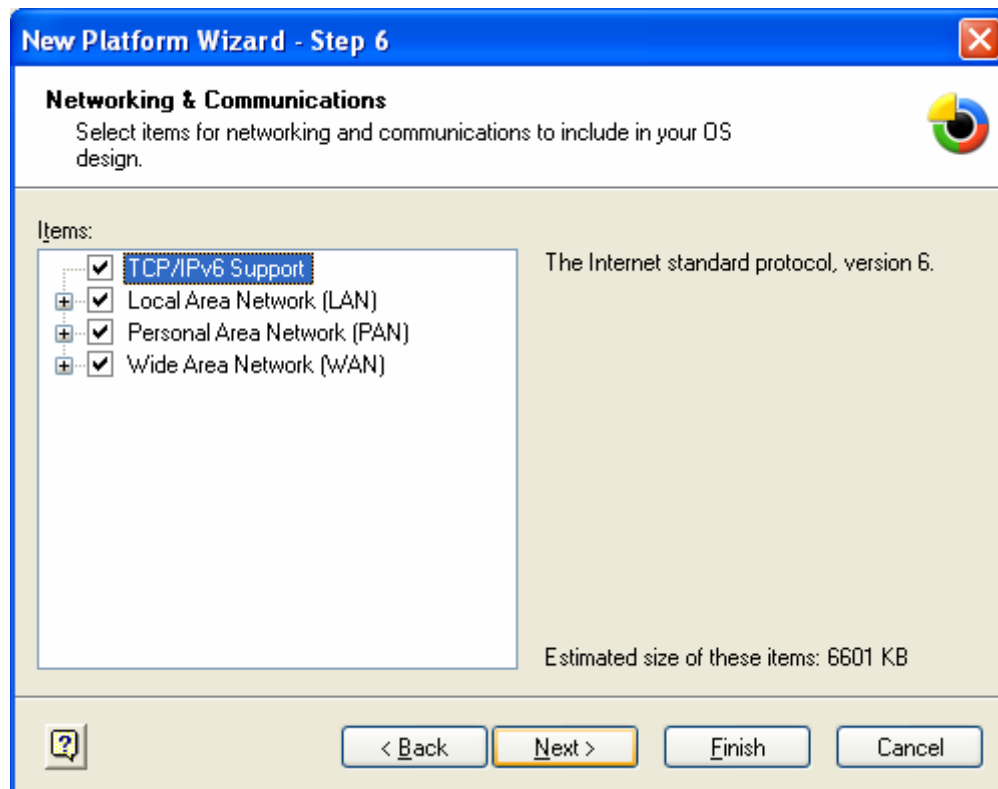 New Platform Wizard - Step 6
Networking & Communications
Select items for networking and communications to include in your OS
design.
Items:
TCP/IPv6 Support
The Internet standard protocol, version 6.
Local Area Network (LAN)
Personal Area Network (PAN)
Wide Area Network (WAN)
Estimated size of these items: 6601 KB
?
< Back
Next >
Finish
Cancel